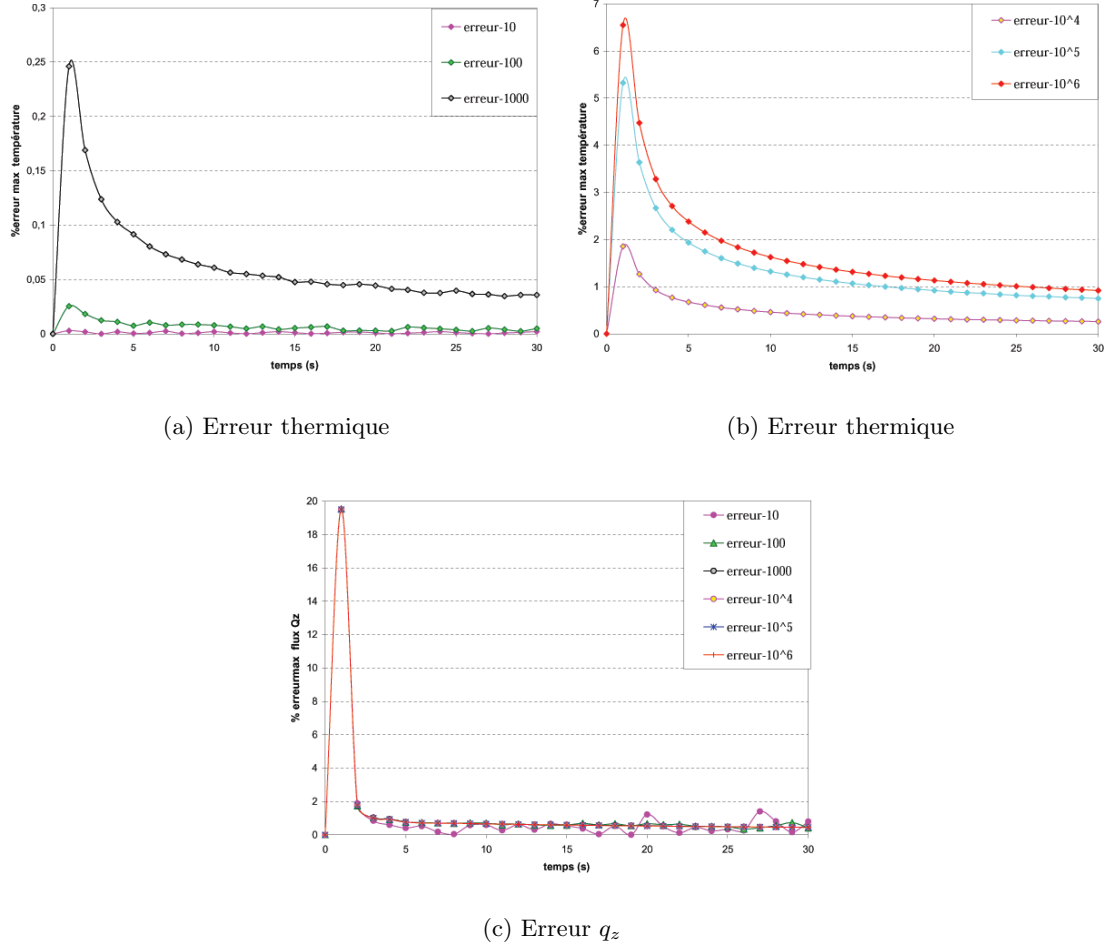 0,3
0,25
0,2
0,15
0,1
0,05
0
%erreur max température
0 5 10 15 20 25 30
temps (s)
erreur-10
erreur-100
erreur-1000
(a) Erreur thermique
7
6
5
4
3
2
1
0
%erreur max température
0 5 10 15 20 25 30
temps (s)
erreur-10^4
erreur-10^5
erreur-10^6
(b) Erreur thermique
20
18
16
14
12
10
8
6
4
2
0
% erreurmax flux Qz
0 5 10 15 20 25 30
temps (s)
erreur-10
erreur-100
erreur-1000
erreur-10^4
erreur-10^5
erreur-10^6
(c) Erreur q_z